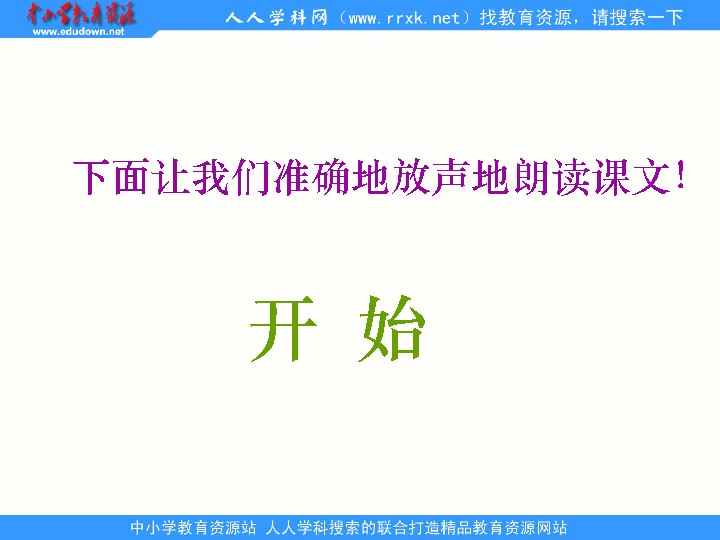 中小学教育资源
www.edudown.net
人人学科网（www.rrxk.net）找教育资源，请搜索一下
下面让我们准确地放声地朗读课文！
开 始
中小学教育资源站 人人学科搜索的联合打造精品教育资源网站